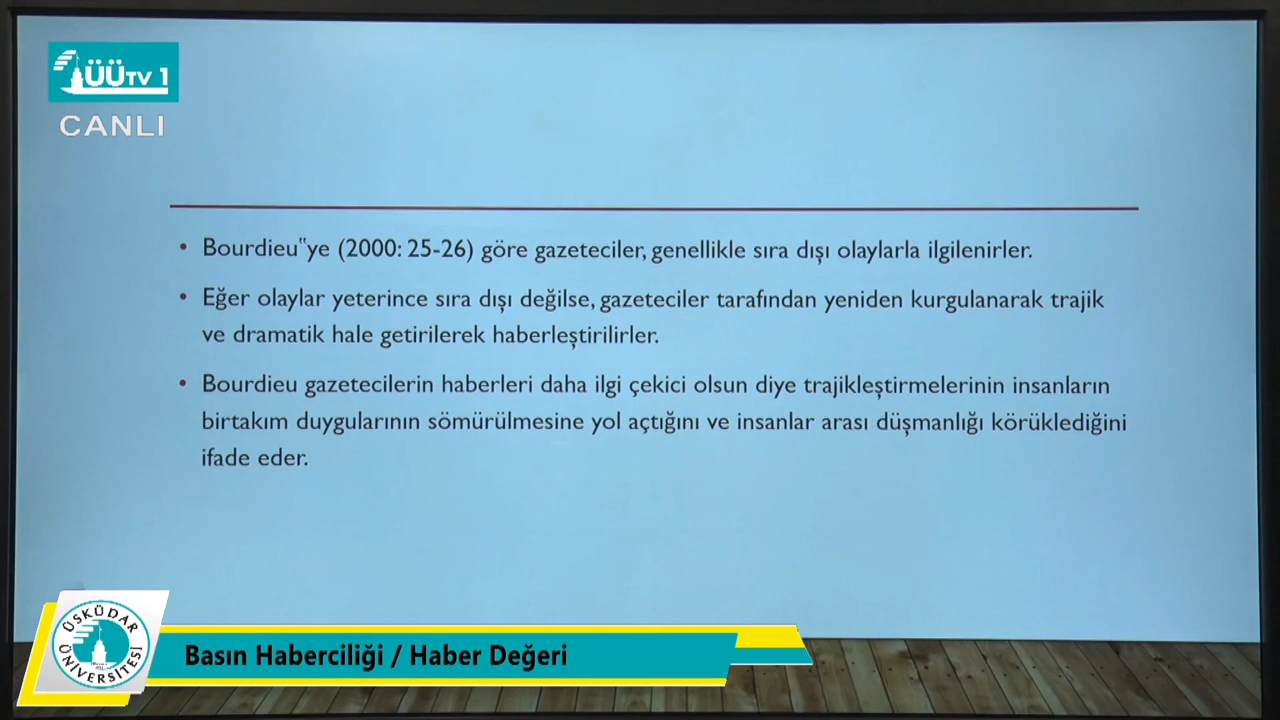 ÜÜTV 1
CANLI
• Bourdieu‟ye (2000: 25-26) göre gazeteciler, genellikle sıra dışı olaylarla ilgilenirler.
• Eğer olaylar yeterince sıra dışı değilse, gazeteciler tarafından yeniden kurgulanarak trajik
ve dramatik hale getirilerek haberleştirilirler.
• Bourdieu gazetecilerin haberleri daha ilgi çekici olsun diye trajikleştirmelerinin insanların
birtakım duygularının sömürülmesine yol açtığını ve insanlar arası düşmanlığı körüklediğini
ifade eder.
ÜSKÜDAR
ÜNİVERSİTESİ
Basın Haberciliği / Haber Değeri